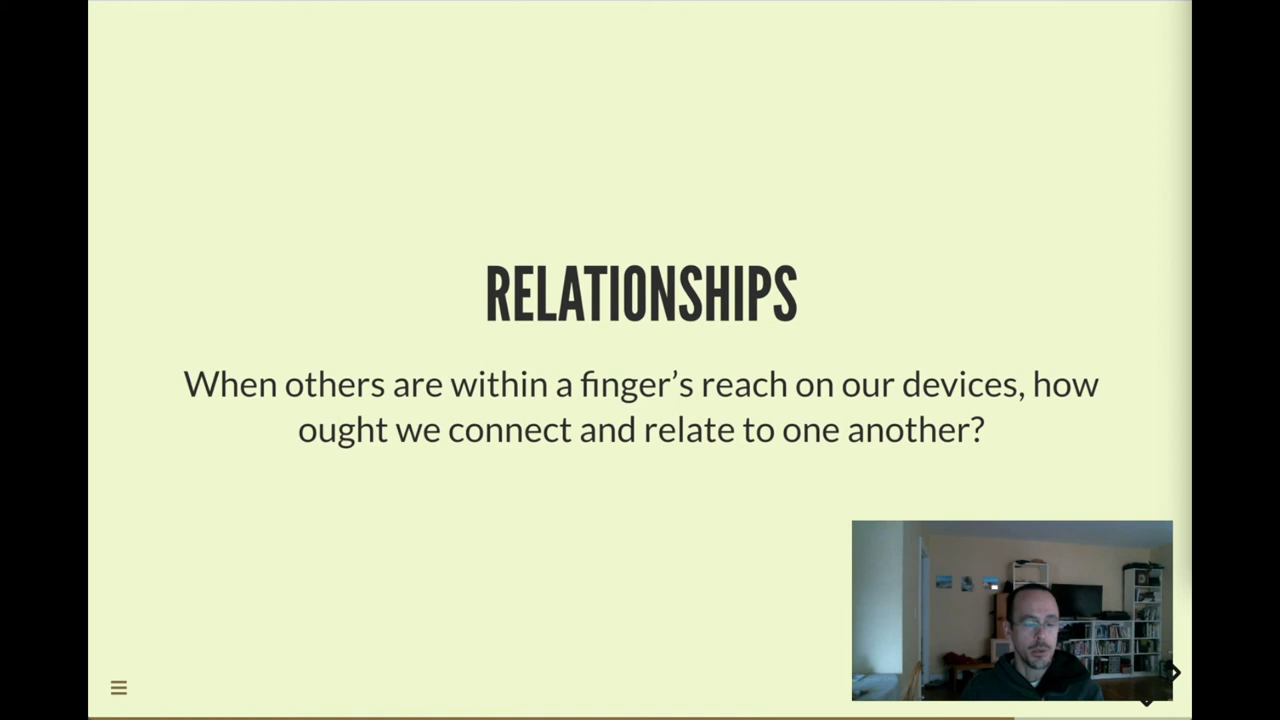 RELATIONSHIPS
When others are within a finger’s reach on our devices, how
ought we connect and relate to one another?